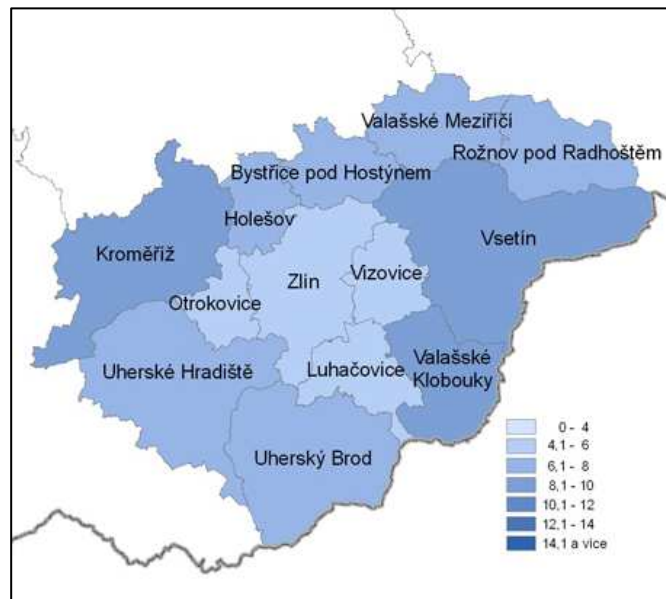 Valašské Meziříčí
Rožnov pod Radhoštěm
Bystřice pod Hostýnem
Holešov
Kroměříž
Vsetín
Zlín
Vizovice
Otrokovice
Uherské Hradiště
Luhačovice
Valašské
Klobouky
Uherský Brod
0 - 4
4,1 - 6
6,1 - 8
8,1 - 10
10,1 - 12
12,1 - 14
14,1 a více